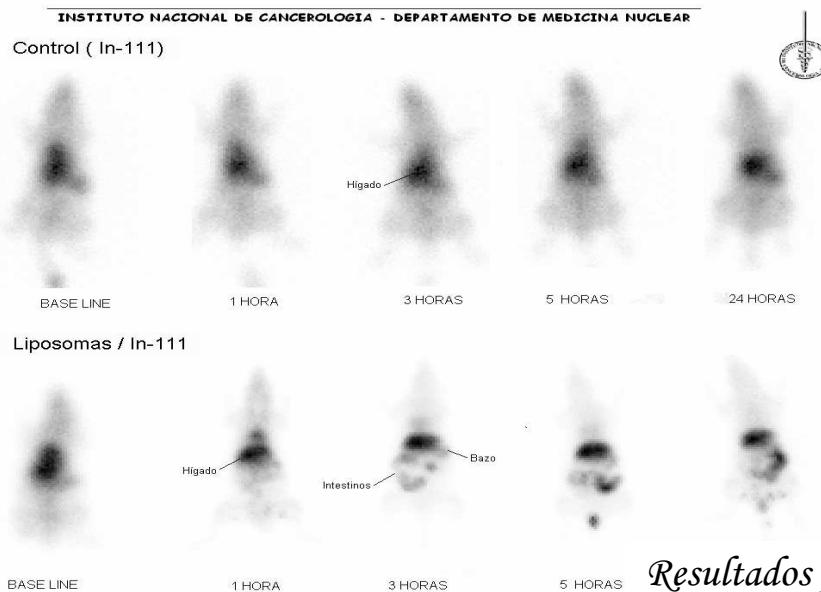 INSTITUTO NACIONAL DE CANCEROLOGIA - DEPARTAMENTO DE MEDICINA NUCLEAR
Control ( In-111)
Hígado
BASE LINE 1 HORA 3 HORAS 5 HORAS 24 HORAS
Liposomas / In-111
Hígado
Bazo
Intestinos
BASE LINE 1 HORA 3 HORAS 5 HORAS
Resultados